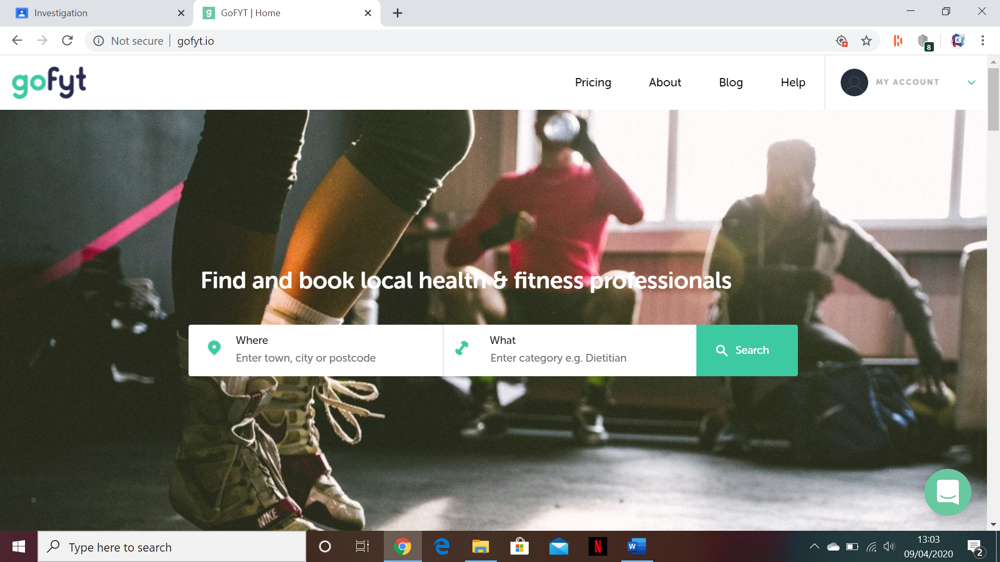 Investigation
g GoFYT | Home
Not secure | gofyt.io
8
gofyt
Pricing About Blog Help MY ACCOUNT
Find and book local health & fitness professionals
Where
Enter town, city or postcode
What
Enter category e.g. Dietitian
Search
NIKE
Type here to search
13:03
09/04/2020
2